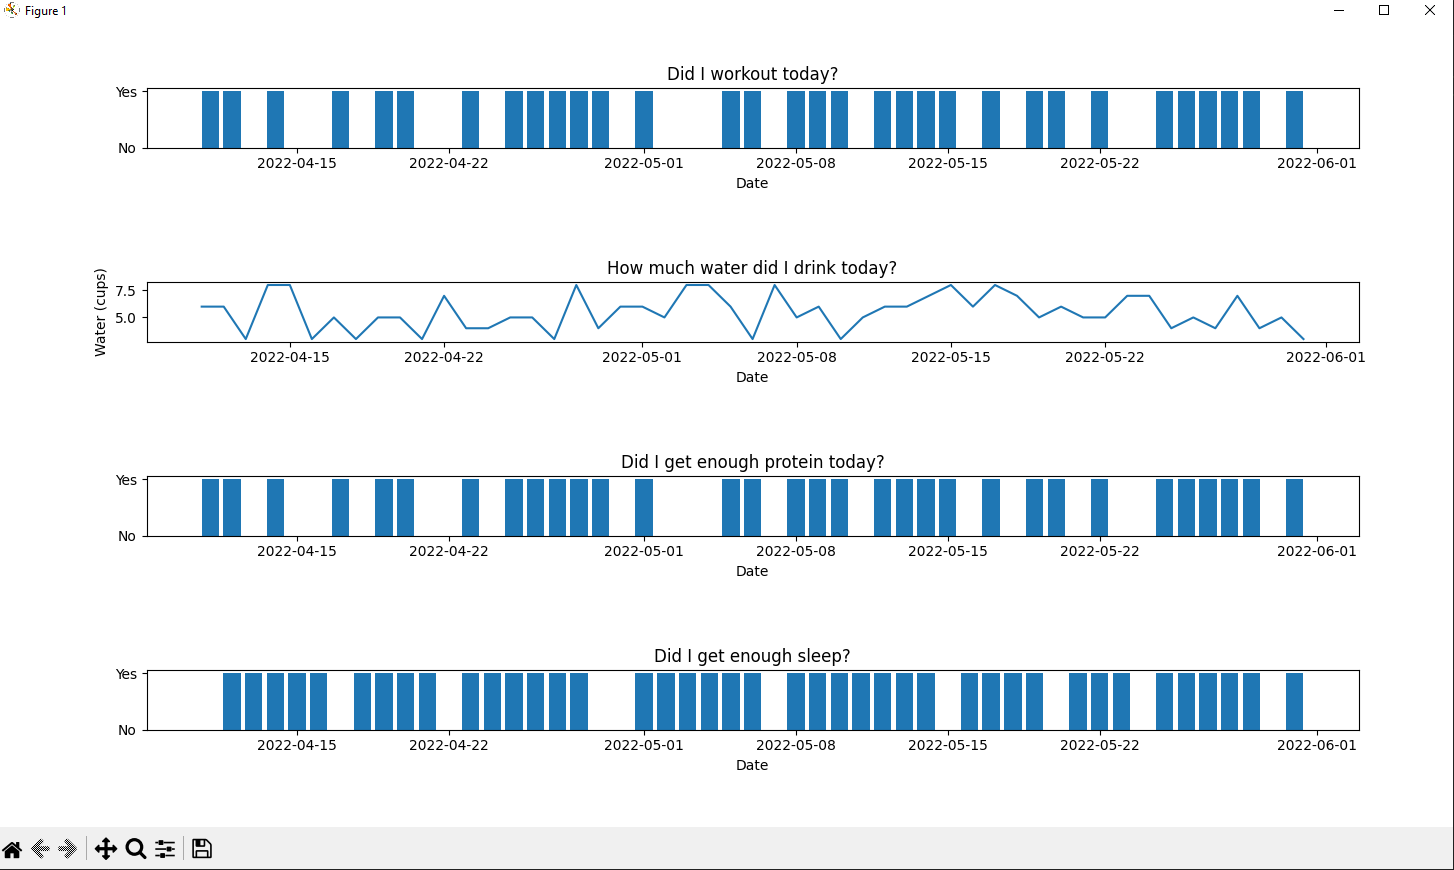 Figure 1
Did I workout today?
Yes
No
2022-04-15 2022-04-22 2022-05-01 2022-05-08 2022-05-15 2022-05-22 2022-06-01
Date
How much water did I drink today?
Water (cups)
7.5
5.0
2022-04-15 2022-04-22 2022-05-01 2022-05-08 2022-05-15 2022-05-22 2022-06-01
Date
Did I get enough protein today?
Yes
No
2022-04-15 2022-04-22 2022-05-01 2022-05-08 2022-05-15 2022-05-22 2022-06-01
Date
Did I get enough sleep?
Yes
No
2022-04-15 2022-04-22 2022-05-01 2022-05-08 2022-05-15 2022-05-22 2022-06-01
Date